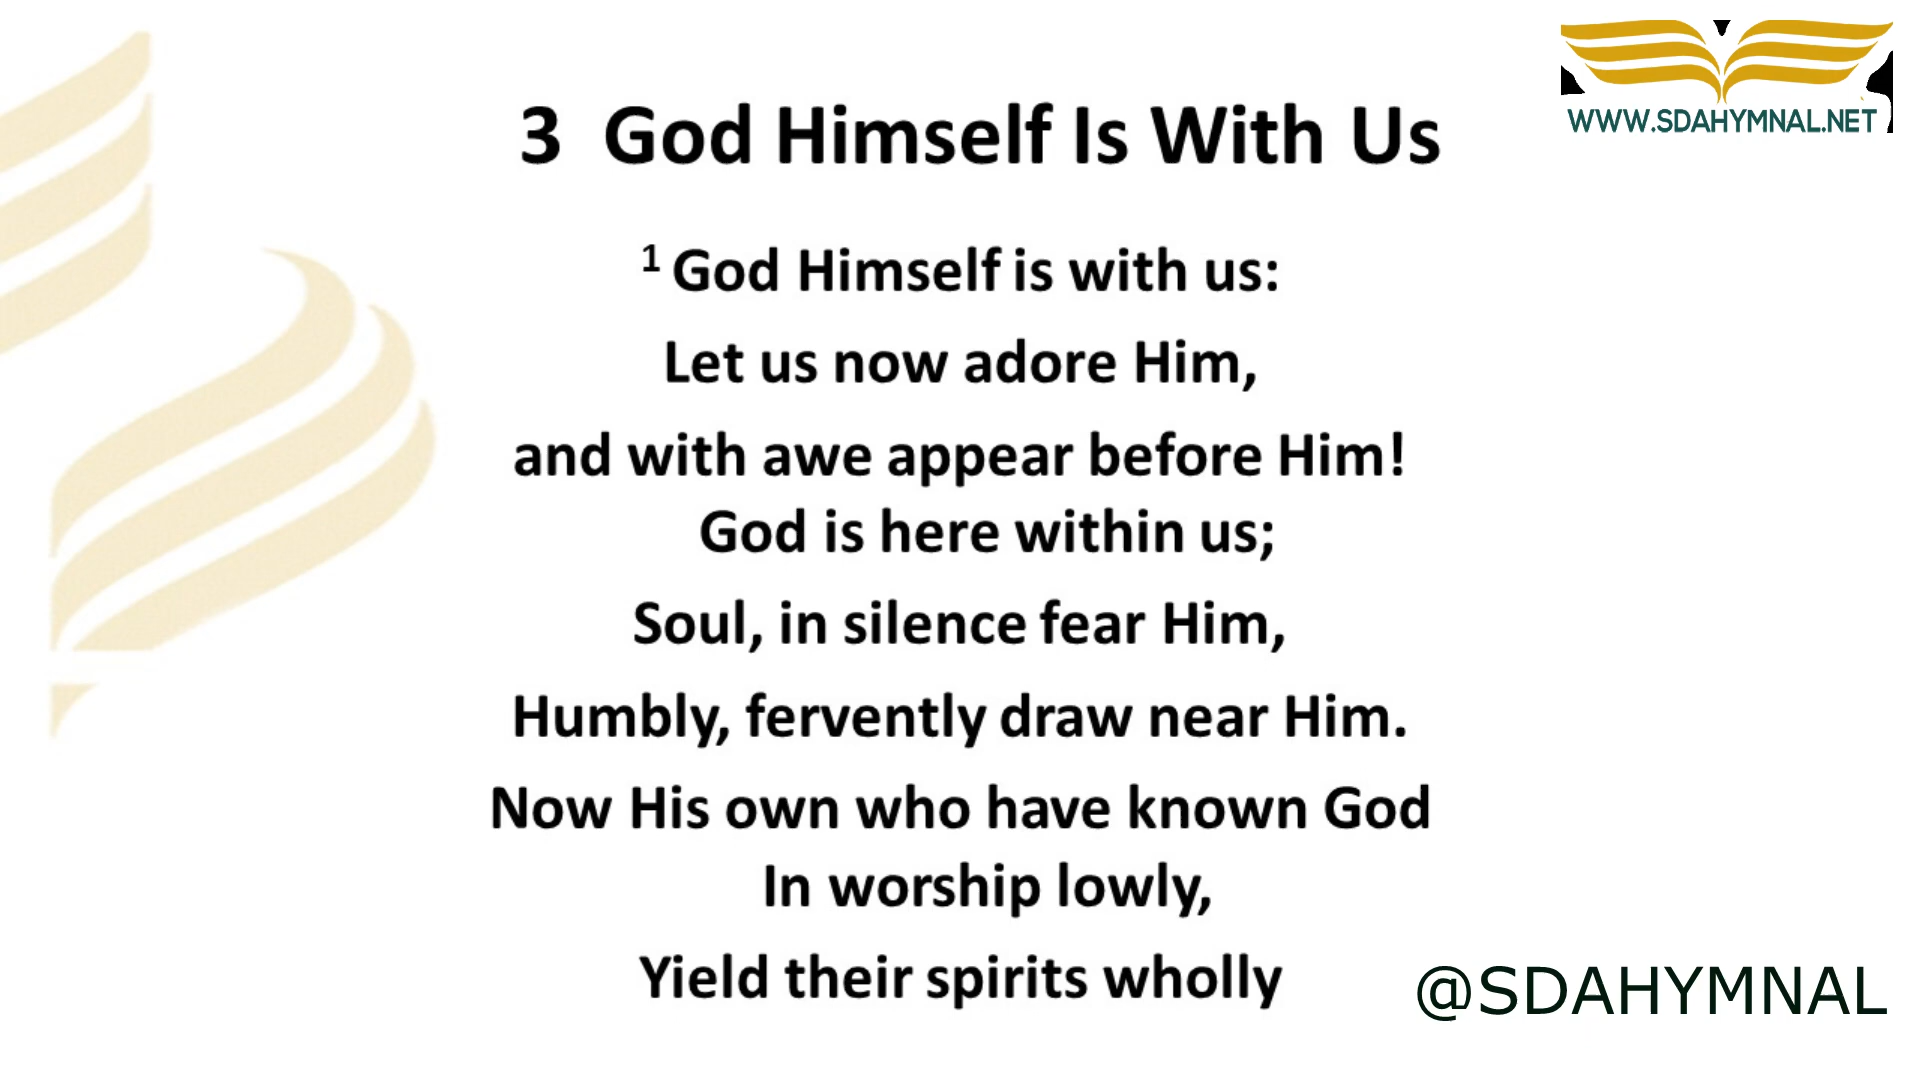 WWW.SDAHYMNAL.NET
3 God Himself Is With Us
1 God Himself is with us:
Let us now adore Him,
and with awe appear before Him!
God is here within us;
Soul, in silence fear Him,
Humbly, fervently draw near Him.
Now His own who have known God
In worship lowly,
Yield their spirits wholly
@SDAHYMNAL